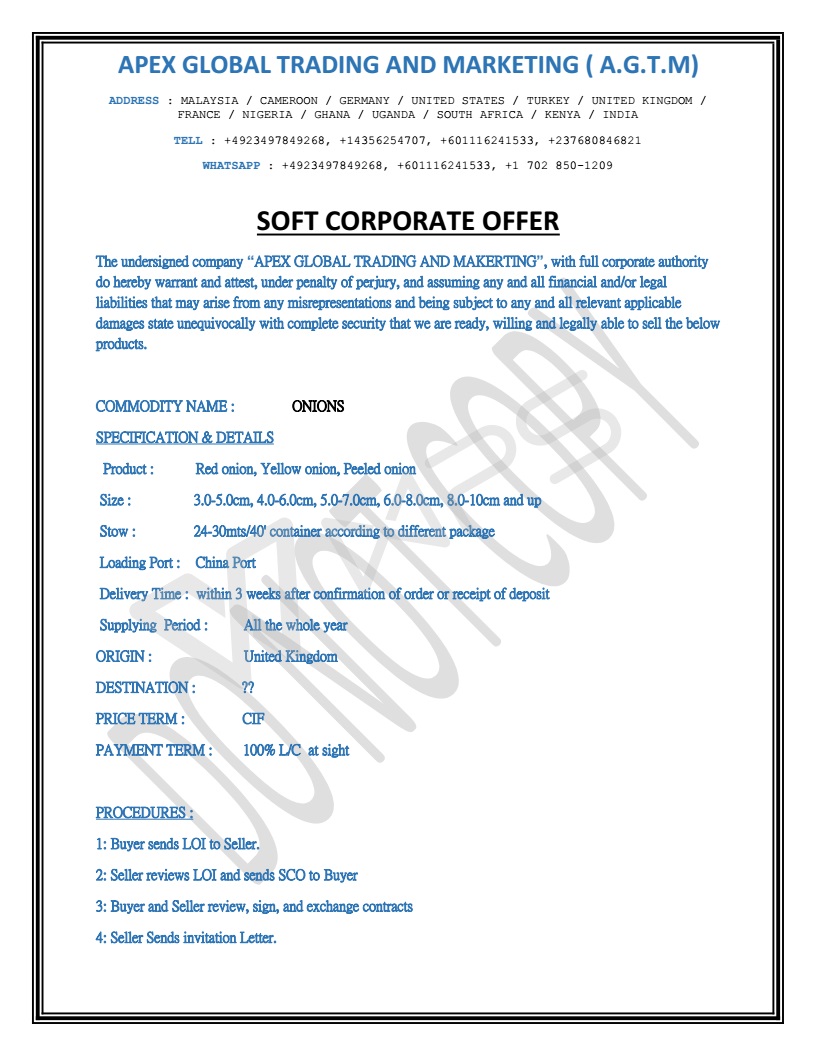 APEX GLOBAL TRADING AND MARKETING ( A.G.T.M)
ADDRESS : MALAYSIA / CAMEROON / GERMANY / UNITED STATES / TURKEY / UNITED KINGDOM /
FRANCE / NIGERIA / GHANA / UGANDA / SOUTH AFRICA / KENYA / INDIA
TELL : +4923497849268, +14356254707, +601116241533, +237680846821
WHATSAPP : +4923497849268, +601116241533, +1 702 850-1209
SOFT CORPORATE OFFER
The undersigned company “APEX GLOBAL TRADING AND MAKERTING”, with full corporate authority
do hereby warrant and attest, under penalty of perjury, and assuming any and all financial and/or legal
liabilities that may arise from any misrepresentations and being subject to any and all relevant applicable
damages state unequivocally with complete security that we are ready, willing and legally able to sell the below
products.
COMMODITY NAME : ONIONS
SPECIFICATION & DETAILS
Product : Red onion, Yellow onion, Peeled onion
Size : 3.0-5.0cm, 4.0-6.0cm, 5.0-7.0cm, 6.0-8.0cm, 8.0-10cm and up
Stow : 24-30mts/40' container according to different package
Loading Port : China Port
Delivery Time : within 3 weeks after confirmation of order or receipt of deposit
Supplying Period : All the whole year
ORIGIN : United Kingdom
DESTINATION : ??
PRICE TERM : CIF
PAYMENT TERM : 100% L/C at sight
PROCEDURES :
1: Buyer sends LOI to Seller.
2: Seller reviews LOI and sends SCO to Buyer
3: Buyer and Seller review, sign, and exchange contracts
4: Seller Sends invitation Letter.
DO NOT COPY